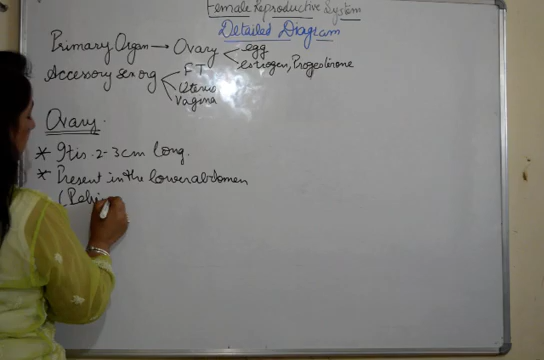 Female Reproductive System
Detailed Diagram
Primary Organ → Ovary < egg
estrogen, Progesterone
Accessory sex org < F T
Uterus
Vagina
Ovary.
* It is 2-3 cm long.
* Present in the lower abdomen